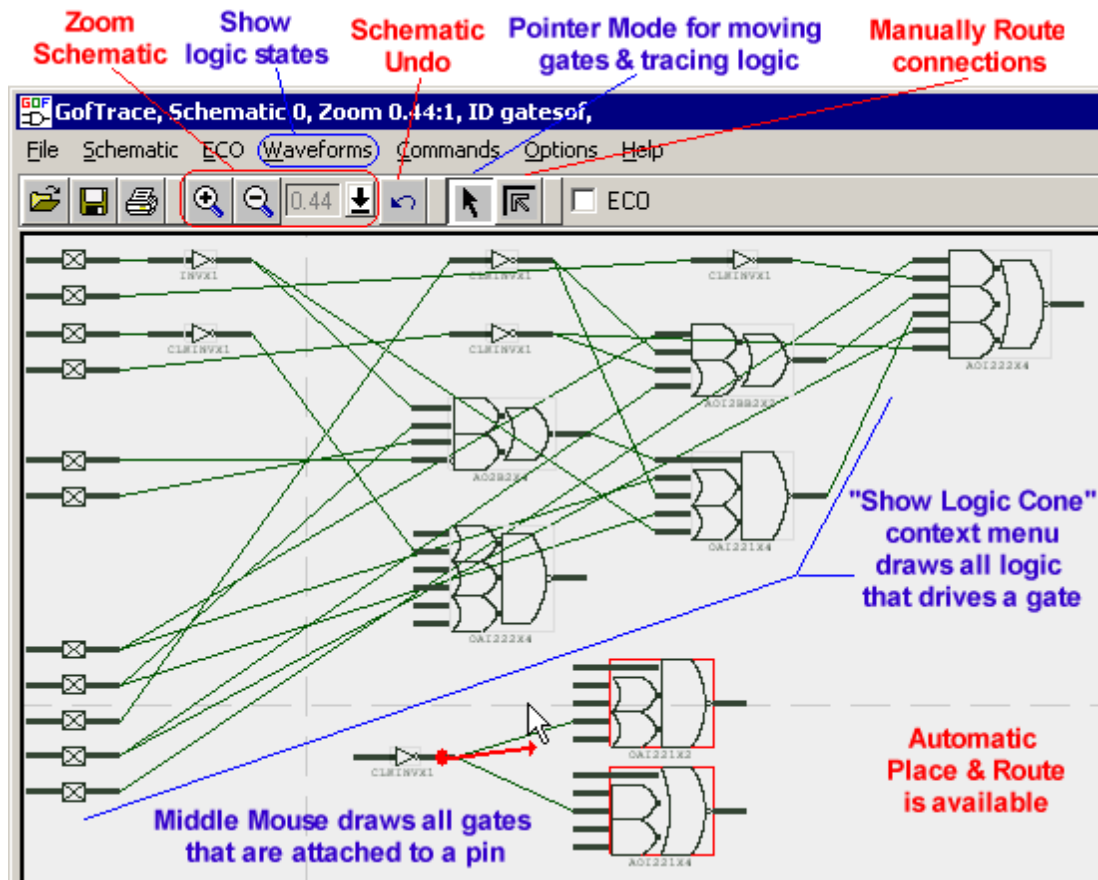 Zoom
Schematic
Show
logic states
Schematic
Undo
Pointer Mode for moving
gates & tracing logic
Manually Route
connections
GOF
GofTrace, Schematic 0, Zoom 0.44:1, ID gatesof,
File Schematic ECO Waveforms Commands Options Help
0.44 ECO
INVX1
CLKINVX1
CLKINVX1
CLKINVX1
CLKINVX1
AOI222X4
AOI2BB2X2
AO2B2X4
OAI221X4
OAI222X4
"Show Logic Cone"
context menu
draws all logic
that drives a gate
OAI221X2
CLKINVX1
AOI221X4
Automatic
Place & Route
is available
Middle Mouse draws all gates
that are attached to a pin